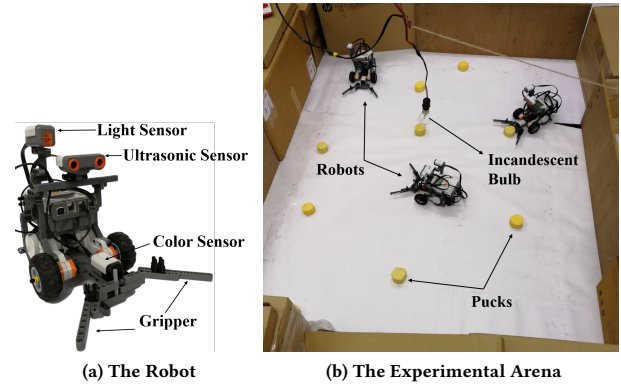 Light Sensor
Ultrasonic Sensor
Color Sensor
Gripper
(a) The Robot
Robots
Incandescent
Bulb
Pucks
(b) The Experimental Arena